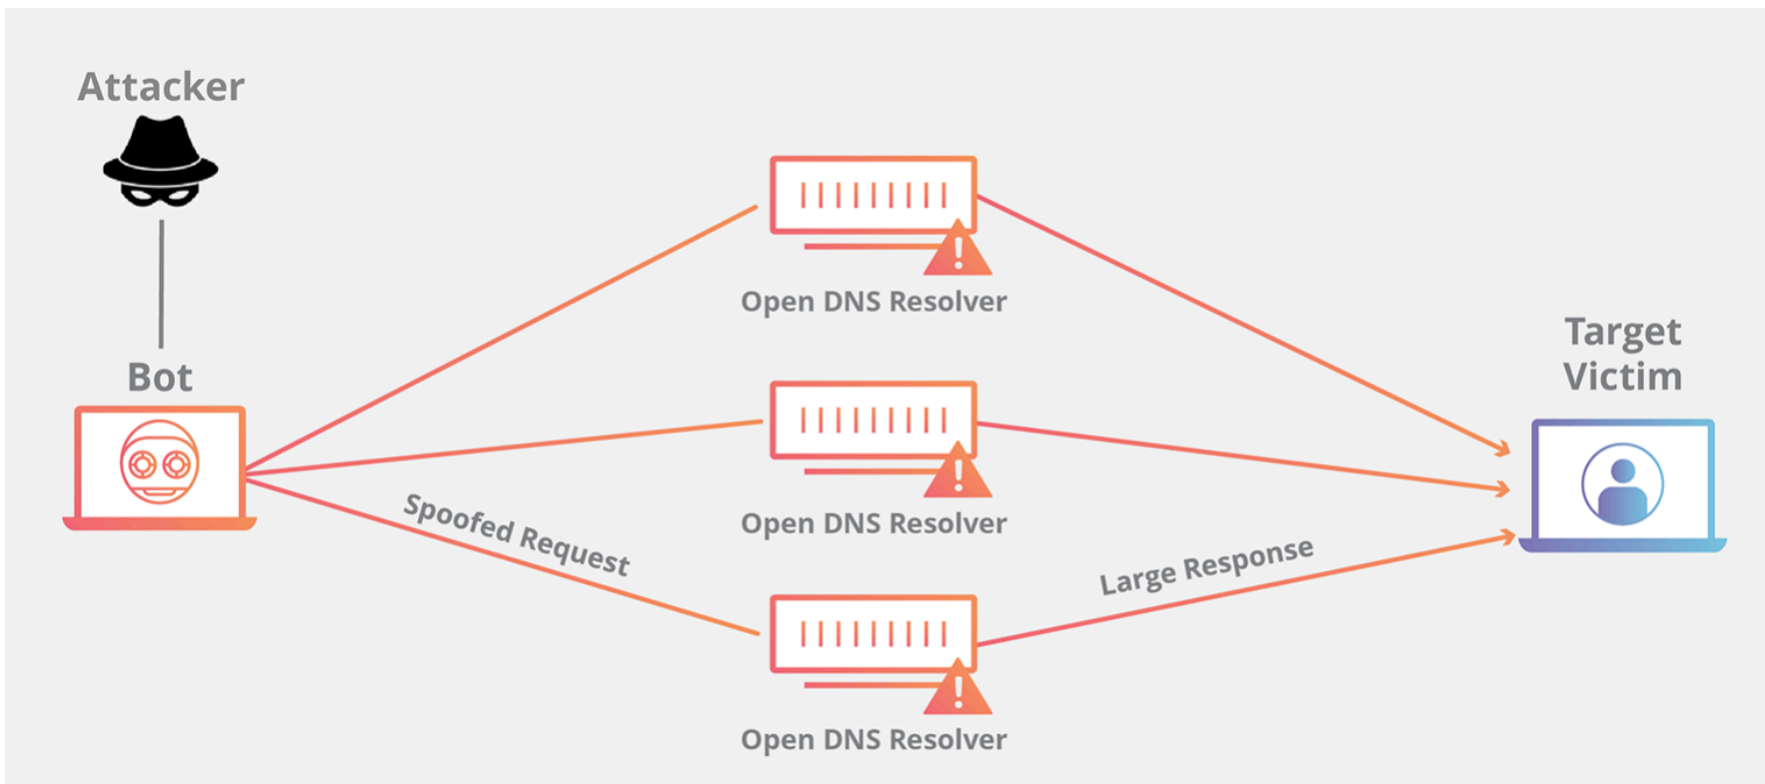 Attacker
Bot
Spoofed Request
Open DNS Resolver
Open DNS Resolver
Open DNS Resolver
Large Response
Target
Victim